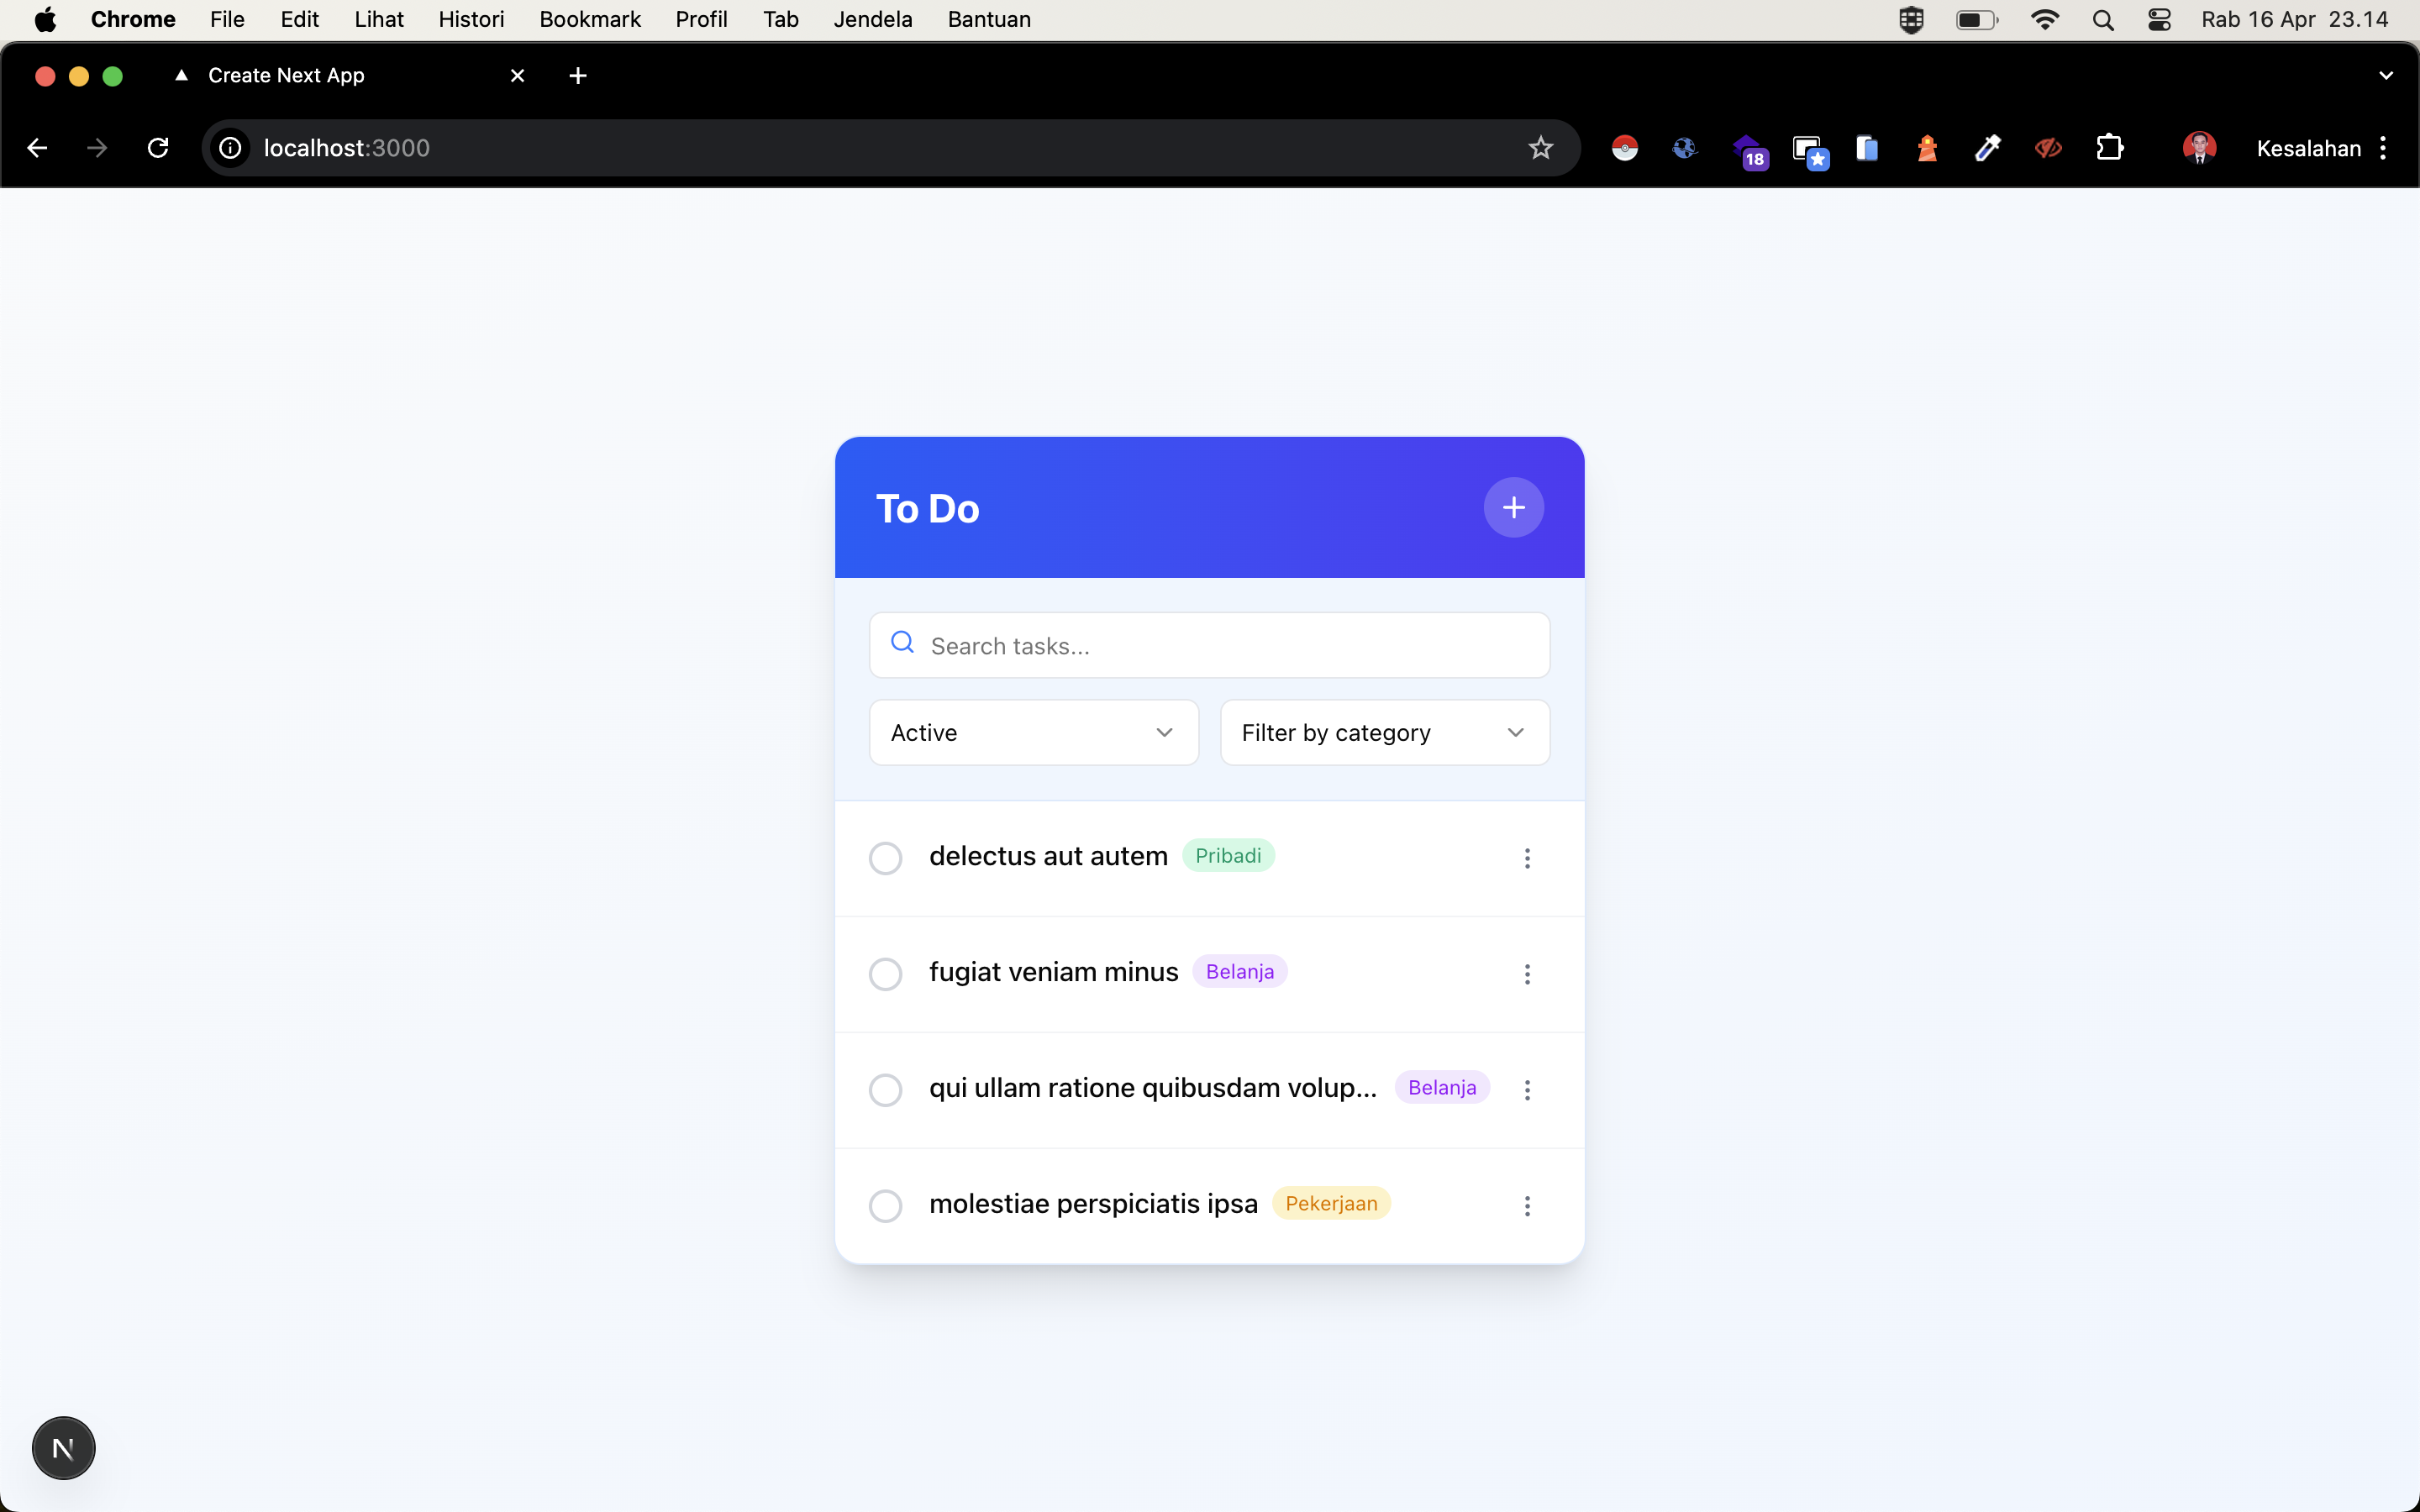 Chrome File Edit Lihat Histori Bookmark Profil Tab Jendela Bantuan Rab 16 Apr 23.14
Create Next App
localhost:3000 18 Kesalahan
To Do
Search tasks...
Active Filter by category
delectus aut autem Pribadi
fugiat veniam minus Belanja
qui ullam ratione quibusdam volup... Belanja
molestiae perspiciatis ipsa Pekerjaan
N